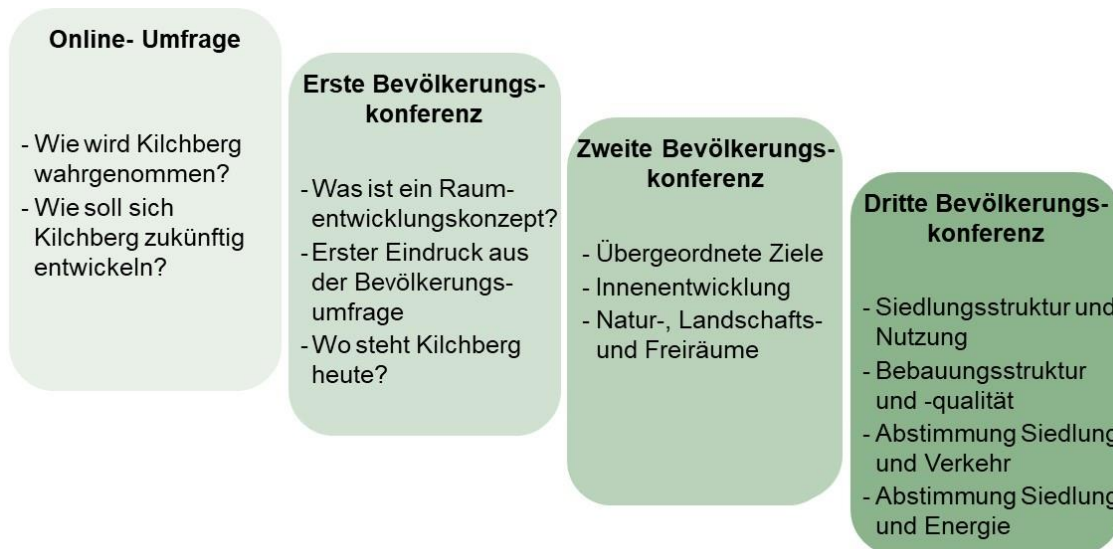 Online- Umfrage
- Wie wird Kilchberg
wahrgenommen?
- Wie soll sich
Kilchberg zukünftig
entwickeln?
Erste Bevölkerungs-
konferenz
- Was ist ein Raum-
entwicklungskonzept?
- Erster Eindruck aus
der Bevölkerungs-
umfrage
- Wo steht Kilchberg
heute?
Zweite Bevölkerungs-
konferenz
- Übergeordnete Ziele
- Innenentwicklung
- Natur-, Landschafts-
und Freiräume
Dritte Bevölkerungs-
konferenz
- Siedlungsstruktur und
Nutzung
- Bebauungsstruktur
und -qualität
- Abstimmung Siedlung
und Verkehr
- Abstimmung Siedlung
und Energie